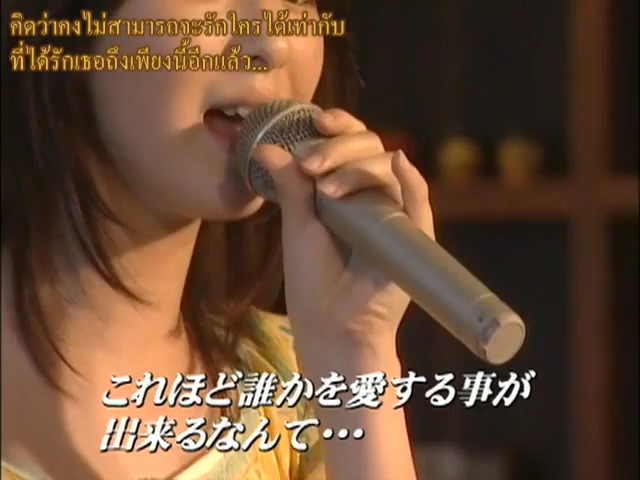 คิดว่าคงไม่สามารถจะรักใครได้เท่ากับ
ที่ได้รักเธอถึงเพียงนี้อีกแล้ว...
これほど誰かを愛する事が
出来るなんて・・・